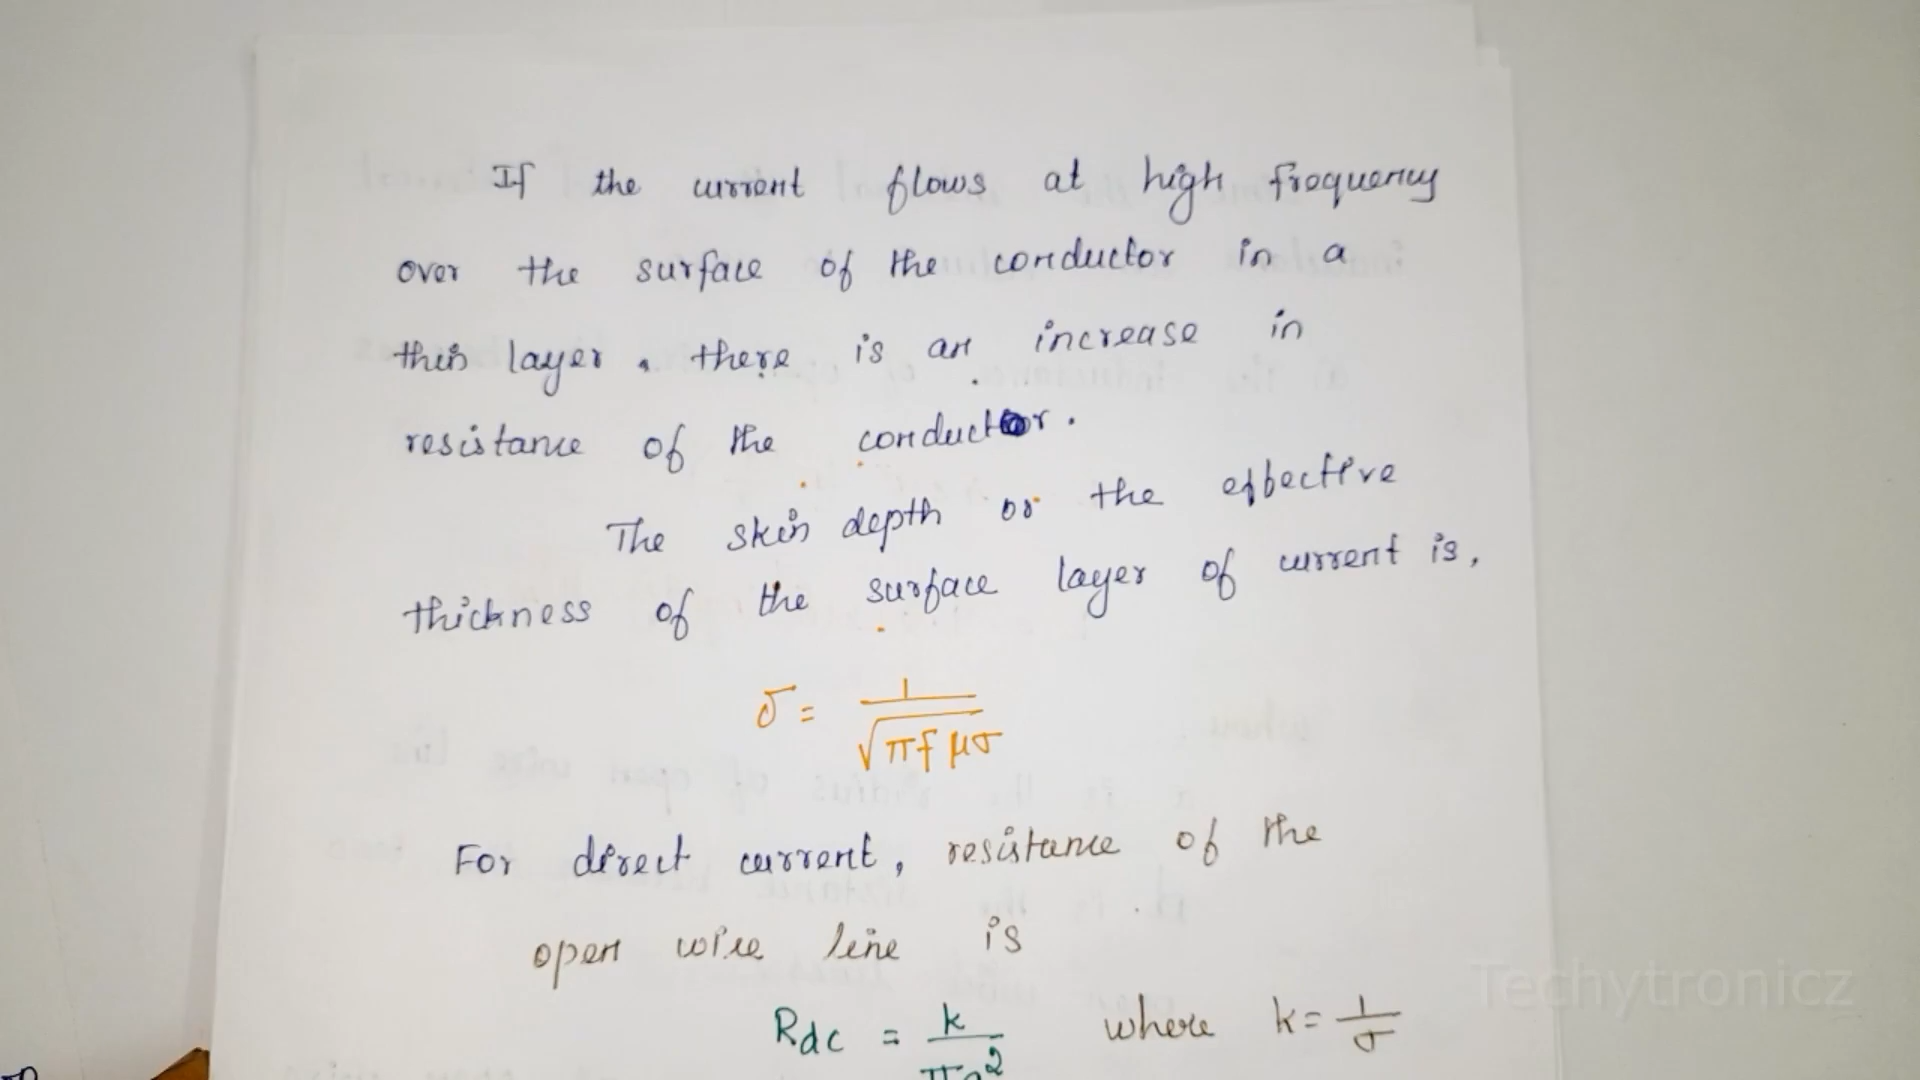 If the current flows at high frequency
over the surface of the conductor in a
thin layer, there is an increase in
resistance of the conductor.
The skin depth or the effective
thickness of the surface layer of current is,
δ = 1 / √πfμσ
For direct current, resistance of the
open wire line is
Rdc = k / πa² where k = 1 / σ
Techytronicz